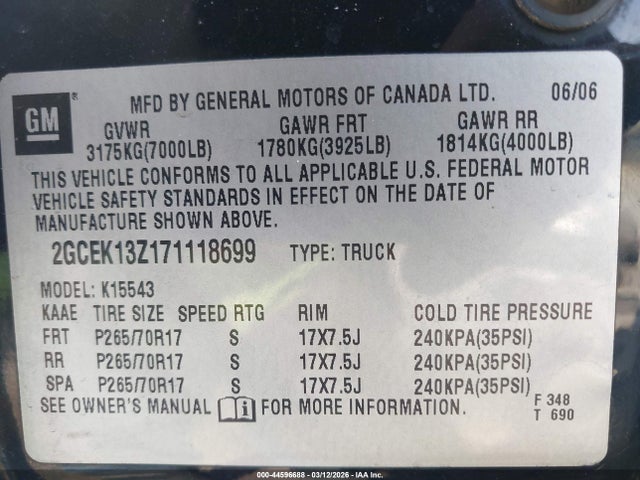 GM ® MFD BY GENERAL MOTORS OF CANADA LTD. 06/06
GVWR GAWR FRT GAWR RR
3175KG(7000LB) 1780KG(3925LB) 1814KG(4000LB)
THIS VEHICLE CONFORMS TO ALL APPLICABLE U.S. FEDERAL MOTOR
VEHICLE SAFETY STANDARDS IN EFFECT ON THE DATE OF
MANUFACTURE SHOWN ABOVE.
2GCEK13Z171118699 TYPE: TRUCK
MODEL: K15543
KAAE TIRE SIZE SPEED RTG RIM COLD TIRE PRESSURE
FRT P265/70R17 S 17X7.5J 240KPA(35PSI)
RR P265/70R17 S 17X7.5J 240KPA(35PSI)
SPA P265/70R17 S 17X7.5J 240KPA(35PSI)
SEE OWNER'S MANUAL i FOR MORE INFORMATION. F 348
T 690
000-44596688 - 03/12/2026 - IAA Inc.